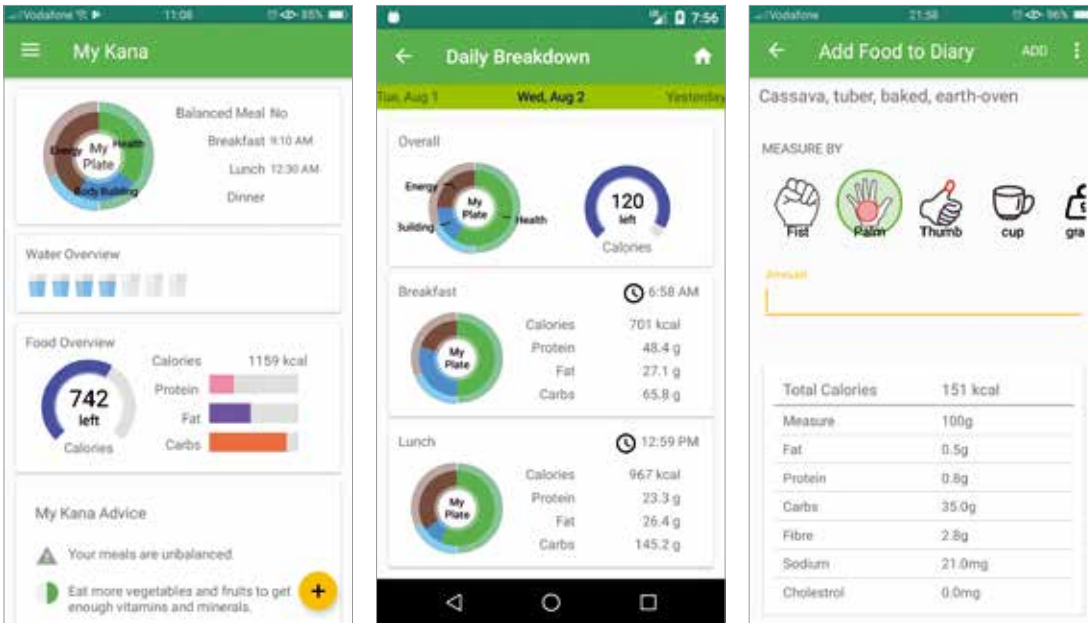 Vodafone 11:08 85%
My Kana
Balanced Meal No
Breakfast 9:10 AM
Lunch 12:30 AM
Dinner
Energy
My Plate
Health
Body Building
Water Overview
Food Overview
742
left
Calories
Calories 1159 kcal
Protein
Fat
Carbs
My Kana Advice
Your meals are unbalanced
Eat more vegetables and fruits to get
enough vitamins and minerals.
+
7:56
Daily Breakdown
Tue, Aug 1 Wed, Aug 2 Yesterday
Overall
Energy
My
Plate
Health
Building
120
left
Calories
Breakfast 6:58 AM
My
Plate
Calories 701 kcal
Protein 48.4 g
Fat 27.1 g
Carbs 65.8 g
Lunch 12:59 PM
My
Plate
Calories 967 kcal
Protein 23.3 g
Fat 26.4 g
Carbs 145.2 g
Vodafone 21:58 96%
Add Food to Diary ADD
Cassava, tuber, baked, earth-oven
MEASURE BY
Fist Palm Thumb cup gra
Amount
Total Calories 151 kcal
Measure 100g
Fat 0.5g
Protein 0.8g
Carbs 35.0g
Fibre 2.8g
Sodium 21.0mg
Cholestrol 0.0mg